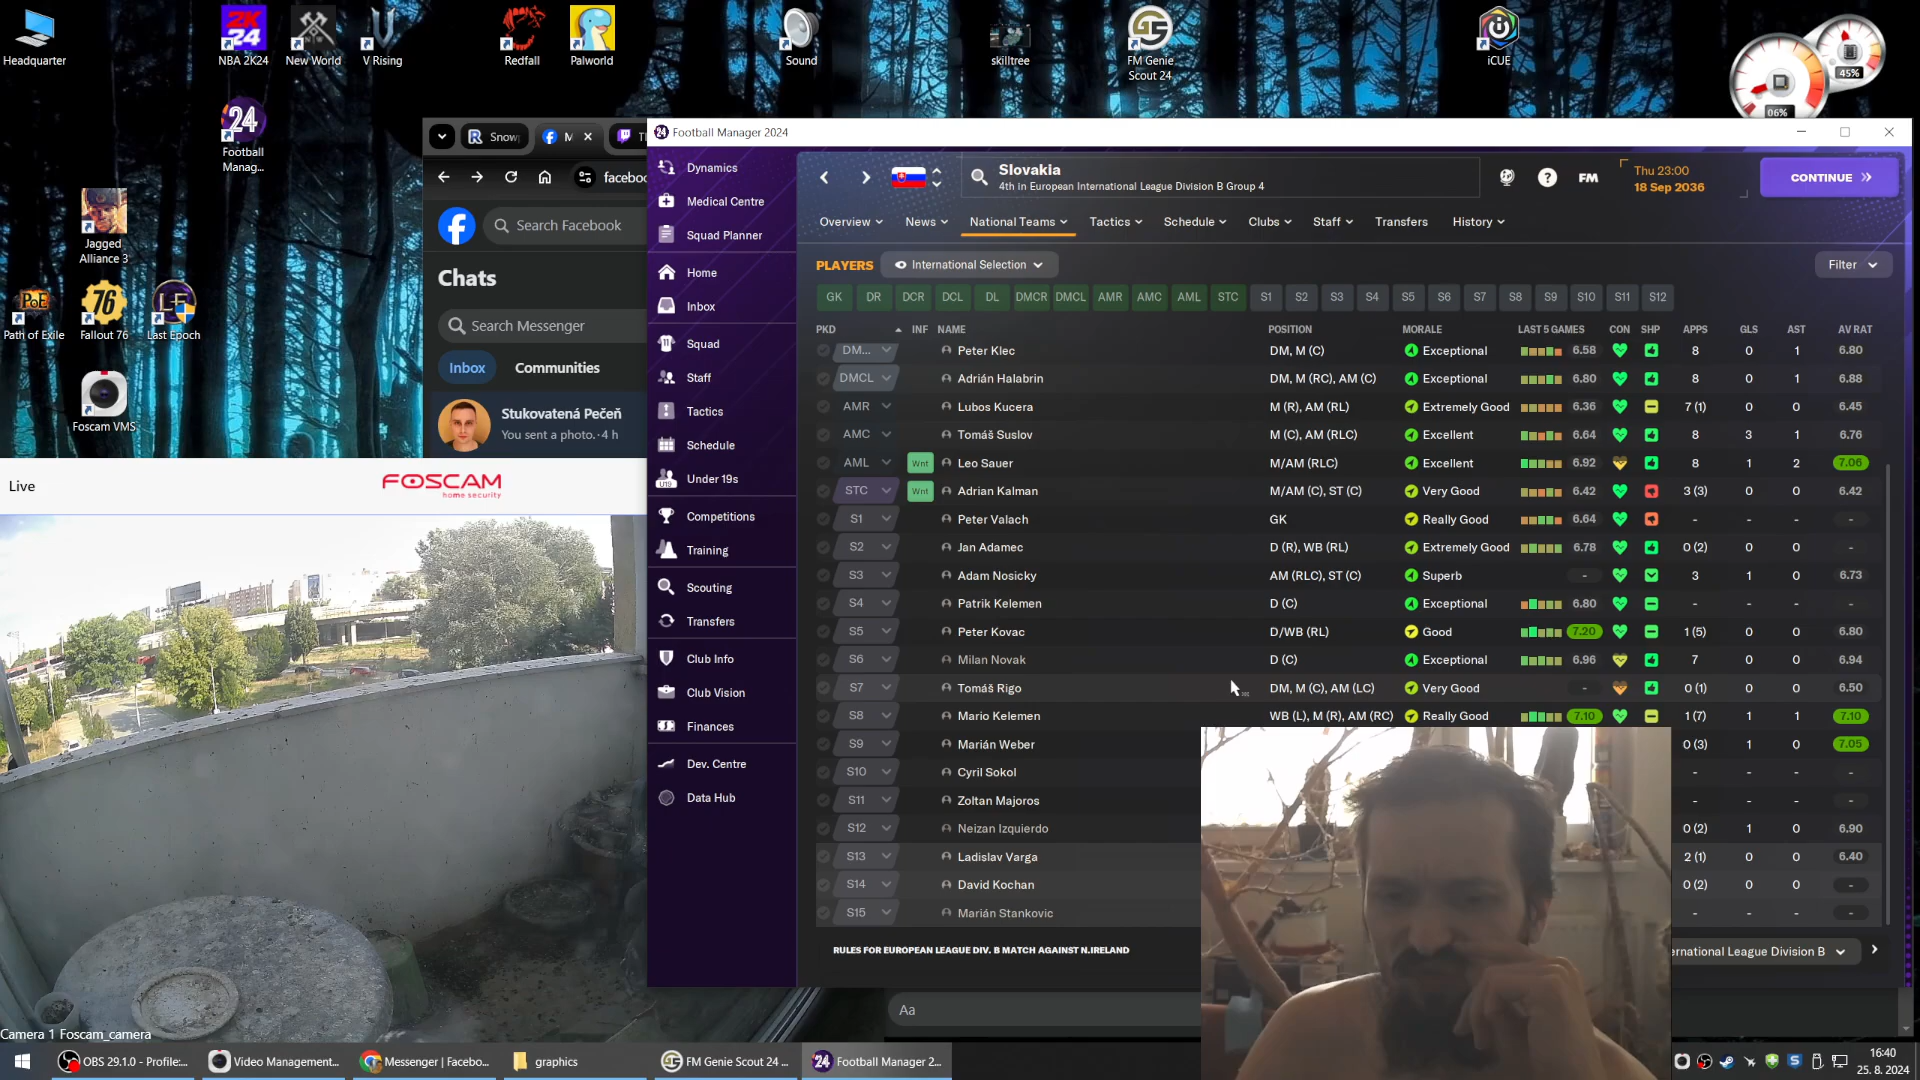 Headquarter
NBA 2K24
New World
V Rising
Redfall
Palworld
Sound
skilltree
FM Genie Scout 24
iCUE
45%
06%
Football Manag...
Jagged Alliance 3
Path of Exile
Fallout 76
Last Epoch
Foscam VMS
Snow
M
facebo
Search Facebook
Chats
Search Messenger
Inbox
Communities
Stukovatená Pečeň
You sent a photo. · 4 h
Live
FOSCAM
home security
Camera 1 Foscam_camera
Football Manager 2024
Dynamics
Medical Centre
Squad Planner
Home
Inbox
Squad
Staff
Tactics
Schedule
Under 19s
Competitions
Training
Scouting
Transfers
Club Info
Club Vision
Finances
Dev. Centre
Data Hub
Slovakia
4th in European International League Division B Group 4
FM
Thu 23:00
18 Sep 2036
CONTINUE
Overview News National Teams Tactics Schedule Clubs Staff Transfers History
PLAYERS International Selection Filter
GK DR DCR DCL DL DMCR DMCL AMR AMC AML STC S1 S2 S3 S4 S5 S6 S7 S8 S9 S10 S11 S12
PKD INF NAME POSITION MORALE LAST 5 GAMES CON SHP APPS GLS AST AV RAT
DM... Peter Klec DM, M (C) Exceptional 6.58 8 0 1 6.80
DMCL Adrián Halabrin DM, M (RC), AM (C) Exceptional 6.80 8 0 1 6.88
AMR Lubos Kucera M (R), AM (RL) Extremely Good 6.36 7 (1) 0 0 6.45
AMC Tomáš Suslov M (C), AM (RLC) Excellent 6.64 8 3 1 6.76
AML Wnt Leo Sauer M/AM (RLC) Excellent 6.92 8 1 2 7.06
STC Wnt Adrian Kalman M/AM (C), ST (C) Very Good 6.42 3 (3) 0 0 6.42
S1 Peter Valach GK Really Good 6.64 - - - -
S2 Jan Adamec D (R), WB (RL) Extremely Good 6.78 0 (2) 0 0 -
S3 Adam Nosicky AM (RLC), ST (C) Superb - 3 1 0 6.73
S4 Patrik Kelemen D (C) Exceptional 6.80 - - - -
S5 Peter Kovac D/WB (RL) Good 7.20 1 (5) 0 0 6.80
S6 Milan Novak D (C) Exceptional 6.96 7 0 0 6.94
S7 Tomáš Rigo DM, M (C), AM (LC) Very Good - 0 (1) 0 0 6.50
S8 Mario Kelemen WB (L), M (R), AM (RC) Really Good 7.10 1 (7) 1 1 7.10
S9 Marián Weber 0 (3) 1 0 7.05
S10 Cyril Sokol - - - -
S11 Zoltan Majoros - - - -
S12 Neizan Izquierdo 0 (2) 1 0 6.90
S13 Ladislav Varga 2 (1) 0 0 6.40
S14 David Kochan 0 (2) 0 0 -
S15 Marián Stankovic - - - -
RULES FOR EUROPEAN LEAGUE DIV. B MATCH AGAINST N.IRELAND
ernational League Division B
Aa
OBS 29.1.0 - Profile:...
Video Management...
Messenger | Facebo...
graphics
FM Genie Scout 24 ...
Football Manager 2...
16:40
25. 8. 2024